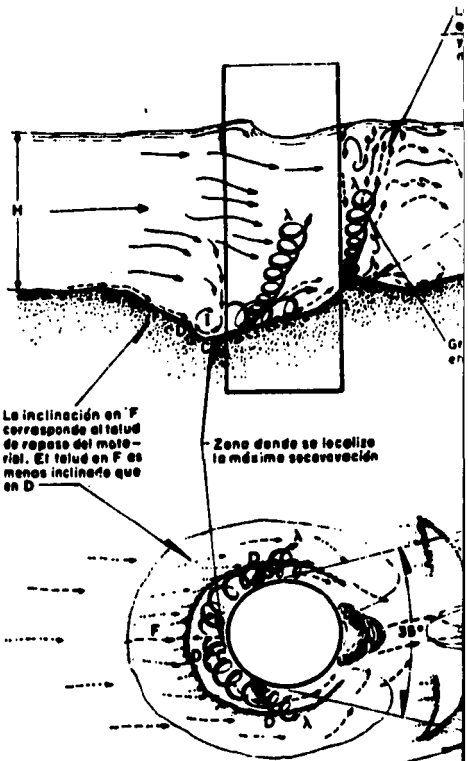 λ
λ
H
D
C
La inclinación en F
corresponde al talud
de reposo del mate-
rial. El talud en F es
menos inclinado que
en D
Zona donde se localiza
la máxima socavación
D
λ
F
D
35°
D
λ